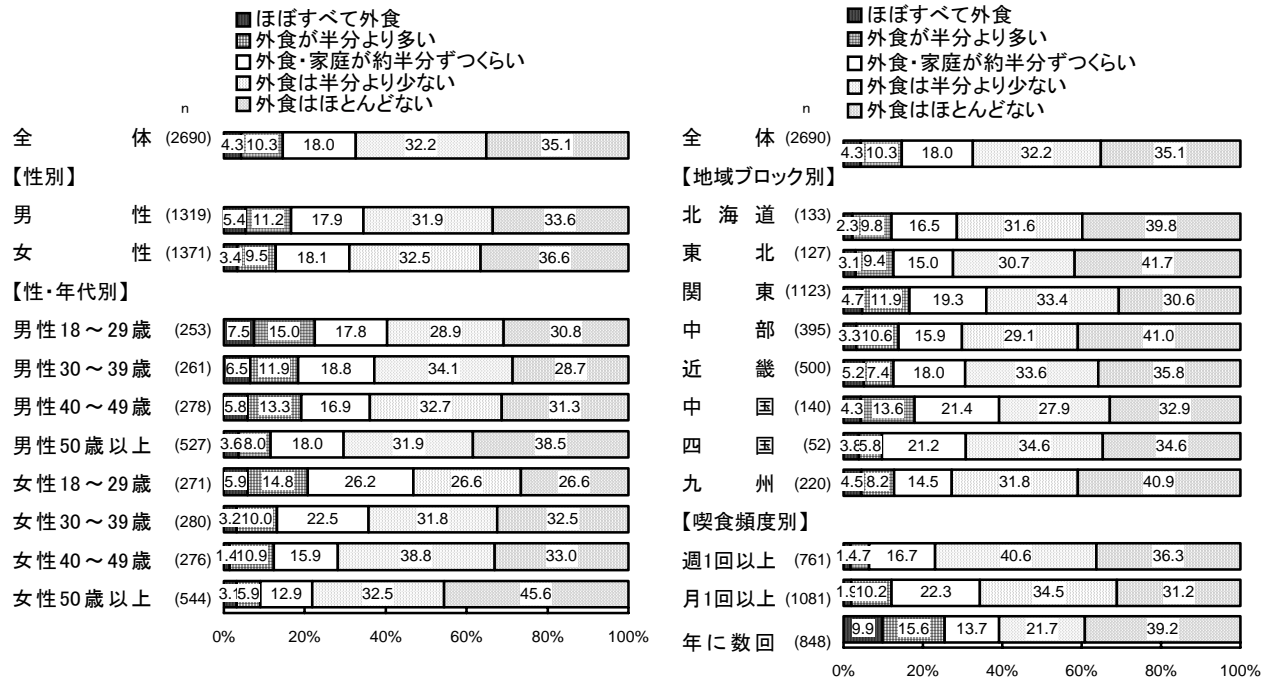 ほぼすべて外食
外食が半分より多い
外食・家庭が約半分ずつくらい
外食は半分より少ない
外食はほとんどない
n
全体 (2690) 4.3 10.3 18.0 32.2 35.1
【性別】
男性 (1319) 5.4 11.2 17.9 31.9 33.6
女性 (1371) 3.4 9.5 18.1 32.5 36.6
【性・年代別】
男性18～29歳 (253) 7.5 15.0 17.8 28.9 30.8
男性30～39歳 (261) 6.5 11.9 18.8 34.1 28.7
男性40～49歳 (278) 5.8 13.3 16.9 32.7 31.3
男性50歳以上 (527) 3.6 8.0 18.0 31.9 38.5
女性18～29歳 (271) 5.9 14.8 26.2 26.6 26.6
女性30～39歳 (280) 3.2 10.0 22.5 31.8 32.5
女性40～49歳 (276) 1.4 10.9 15.9 38.8 33.0
女性50歳以上 (544) 3.1 5.9 12.9 32.5 45.6
0% 20% 40% 60% 80% 100%
ほぼすべて外食
外食が半分より多い
外食・家庭が約半分ずつくらい
外食は半分より少ない
外食はほとんどない
n
全体 (2690) 4.3 10.3 18.0 32.2 35.1
【地域ブロック別】
北海道 (133) 2.3 9.8 16.5 31.6 39.8
東北 (127) 3.1 9.4 15.0 30.7 41.7
関東 (1123) 4.7 11.9 19.3 33.4 30.6
中部 (395) 3.3 10.6 15.9 29.1 41.0
近畿 (500) 5.2 7.4 18.0 33.6 35.8
中国 (140) 4.3 13.6 21.4 27.9 32.9
四国 (52) 3.8 5.8 21.2 34.6 34.6
九州 (220) 4.5 8.2 14.5 31.8 40.9
【喫食頻度別】
週1回以上 (761) 1.4 4.7 16.7 40.6 36.3
月1回以上 (1081) 1.9 10.2 22.3 34.5 31.2
年に数回 (848) 9.9 15.6 13.7 21.7 39.2
0% 20% 40% 60% 80% 100%